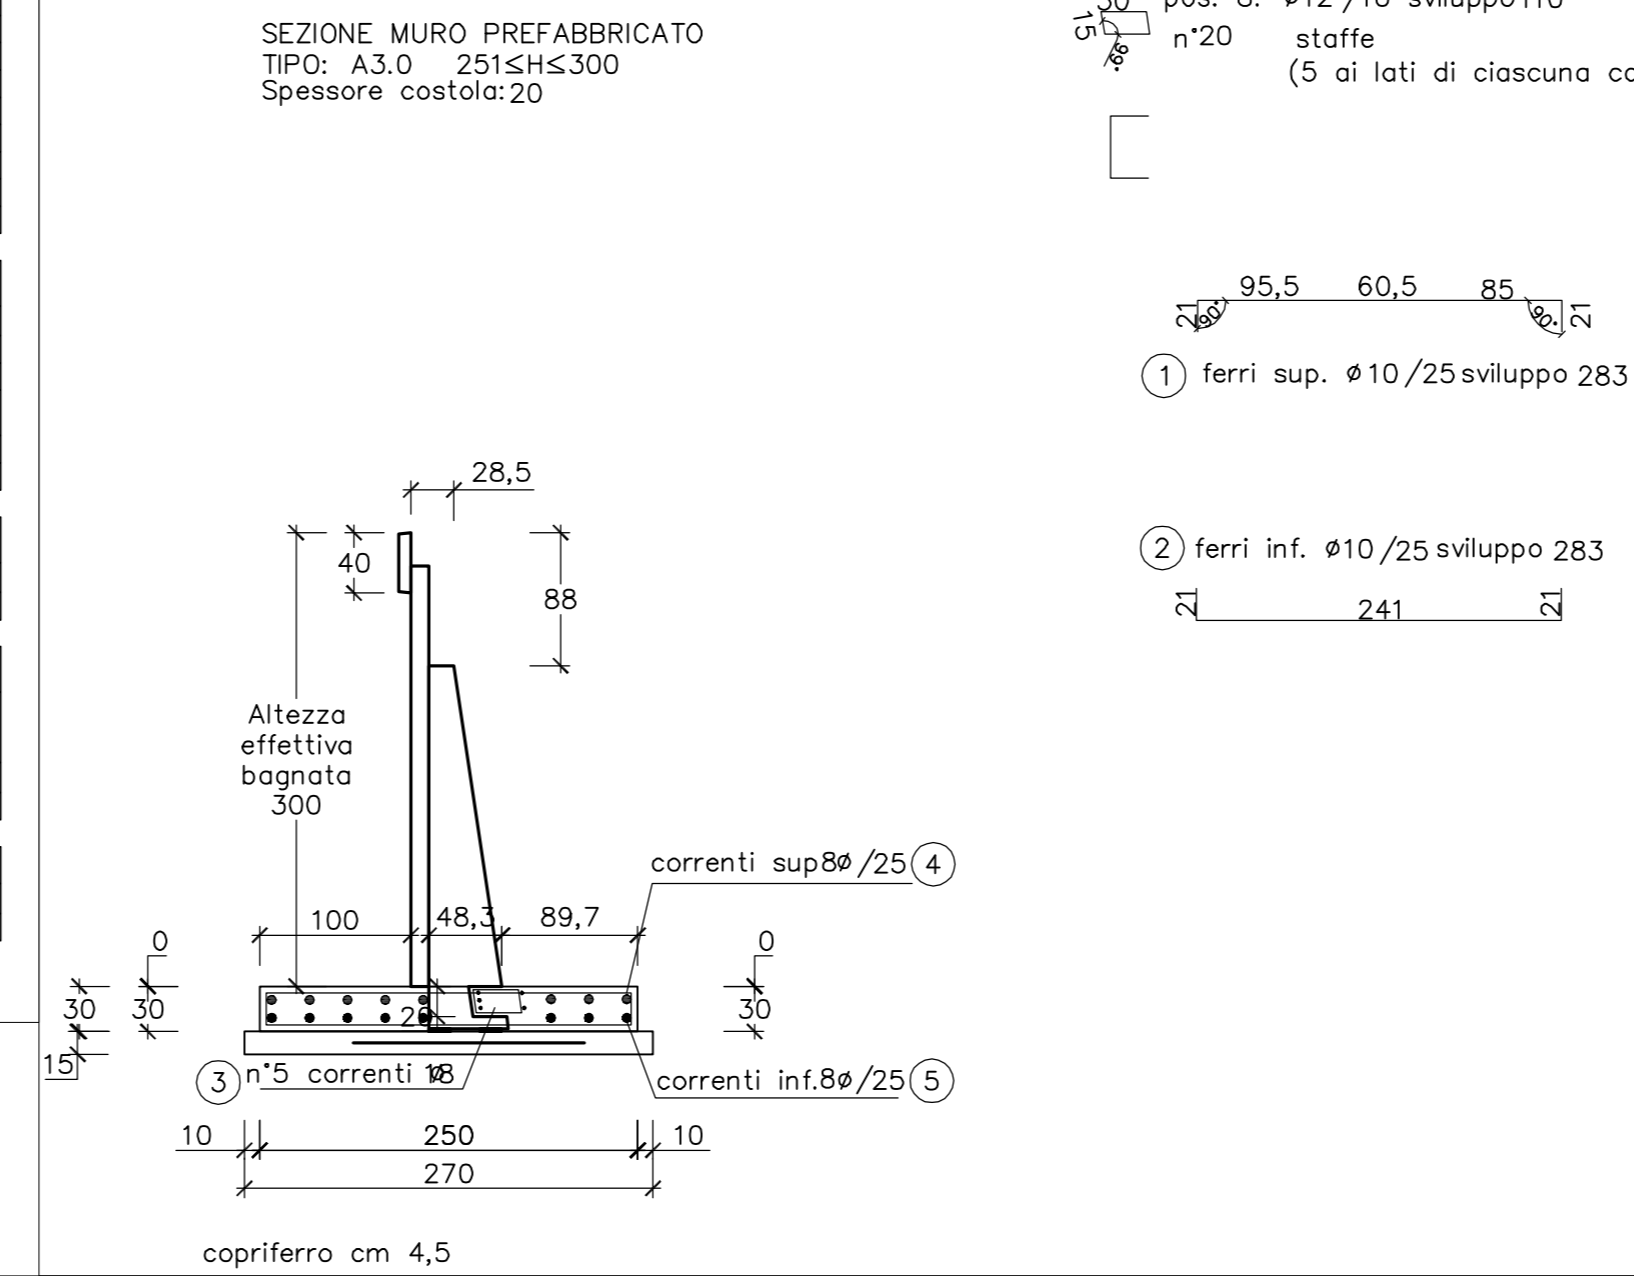 SEZIONE MURO PREFABBRICATO
TIPO: A3.0 251≤H≤300
Spessore costola: 20
15
99°
n°20 staffe
(5 ai lati di ciascuna
95,5 60,5 85
21 90° 90° 21
1 ferri sup. ø10/25 sviluppo 283
2 ferri inf. ø10/25 sviluppo 283
21 241 21
28,5
40
88
Altezza
effettiva
bagnata
300
correnti sup 8ø/25 4
100 48,3 89,7
0 0
30 30 30
20
15
3 n°5 correnti
correnti inf. 8ø/25 5
10 250 10
270
copriferro cm 4,5